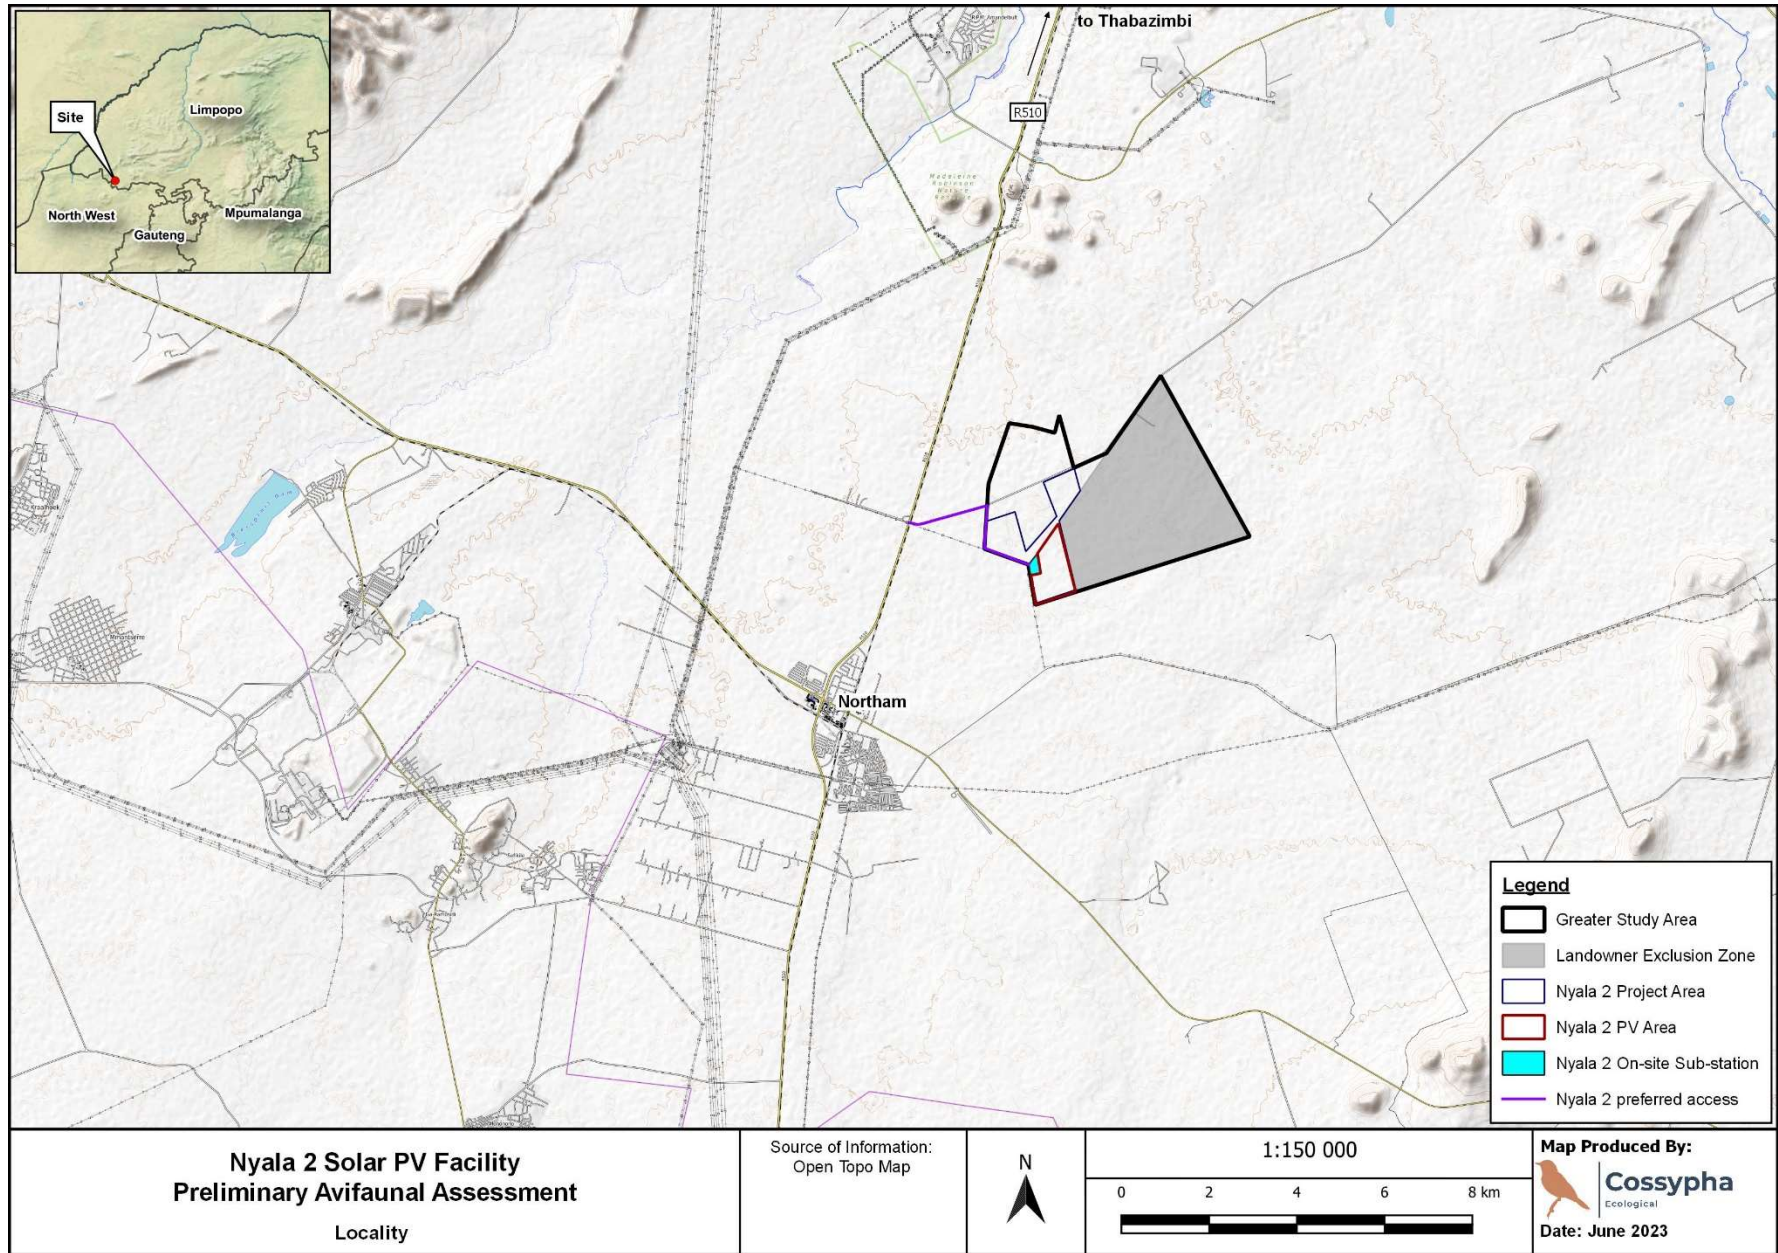 to Thabazimbi
R510
Site
Limpopo
North West
Mpumalanga
Gauteng
Madeleine
Robinson
Nature
Northam
Legend
Greater Study Area
Landowner Exclusion Zone
Nyala 2 Project Area
Nyala 2 PV Area
Nyala 2 On-site Sub-station
Nyala 2 preferred access
Nyala 2 Solar PV Facility
Preliminary Avifaunal Assessment
Locality
Source of Information:
Open Topo Map
N
1:150 000
0 2 4 6 8 km
Map Produced By:
Cossypha
Ecological
Date: June 2023